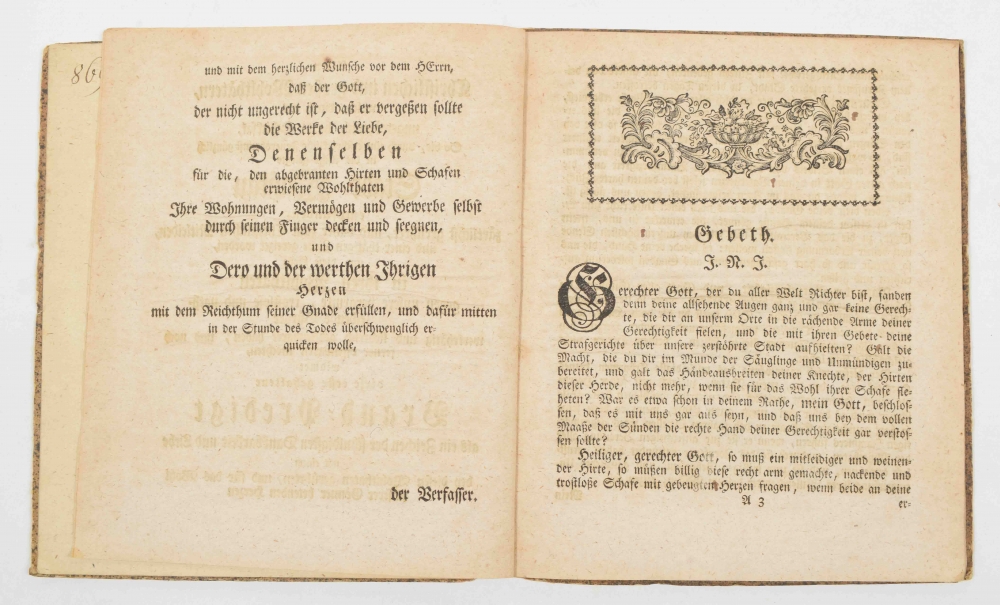 und mit dem herzlichen Wunsche vor dem HErrn,
daß der Gott,
der nicht ungerecht ist, daß er vergeßen sollte
die Werke der Liebe,
Denenselben
für die, den abgebranten Hirten und Schafen
erwiesene Wohlthaten
Ihre Wohnungen, Vermögen und Gewerbe selbst
durch seinen Finger decken und seegnen,
und
Dero und der werthen Ihrigen
Herzen
mit dem Reichthum seiner Gnade erfüllen, und dafür mitten
in der Stunde des Todes überschwenglich er-
quicken wolle,
der Verfasser.
Gebeth.
J. N. J.
Gerechter Gott, der du aller Welt Richter bist, fanden
denn deine allsehende Augen ganz und gar keine Gerech-
te, die dir an unserm Orte in die rächende Arme deiner
Gerechtigkeit fielen, und die mit ihren Gebete deine
Strafgerichte über unsere zerstöhrte Stadt aufhielten? Galt die
Macht, die du dir im Munde der Säuglinge und Unmündigen zu-
bereitet, und galt das Händeausbreiten deiner Knechte, der Hirten
dieser Herde, nicht mehr, wenn sie für das Wohl ihrer Schafe fle-
heten? War es etwa schon in deinem Rathe, mein Gott, beschlos-
sen, daß es mit uns gar aus seyn, und daß uns bey dem vollen
Maaße der Sünden die rechte Hand deiner Gerechtigkeit gar verstos-
sen sollte?
Heiliger, gerechter Gott, so muß ein mitleidiger und weinen-
der Hirte, so müßen billig diese recht arm gemachte, nackende und
trostloße Schafe mit gebeugtem Herzen fragen, wenn beide an deine
A 3
er-